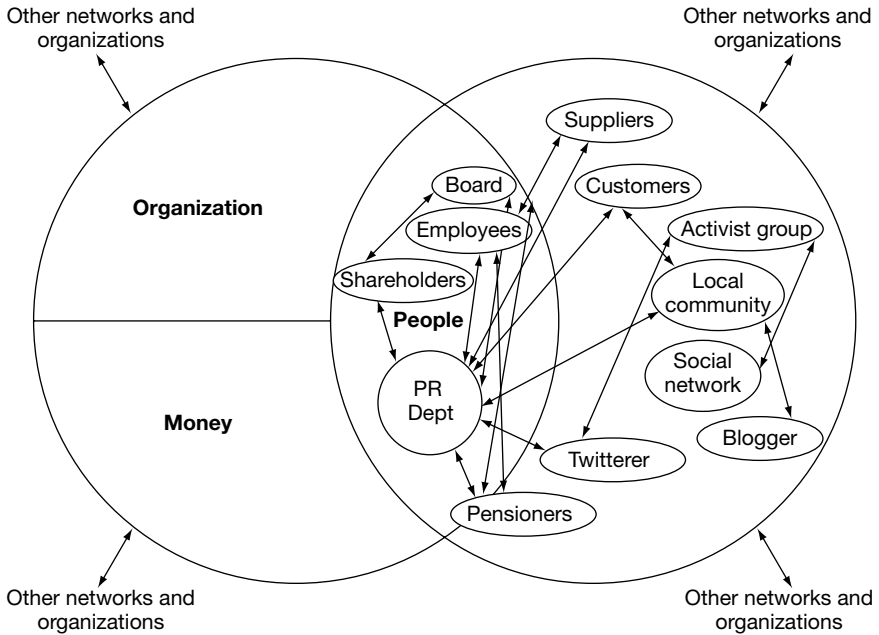 Other networks and
organizations
Other networks and
organizations
Suppliers
Board
Customers
Organization
Employees
Activist group
Shareholders
Local
community
People
Social
network
PR
Dept
Money
Blogger
Twitterer
Pensioners
Other networks and
organizations
Other networks and
organizations